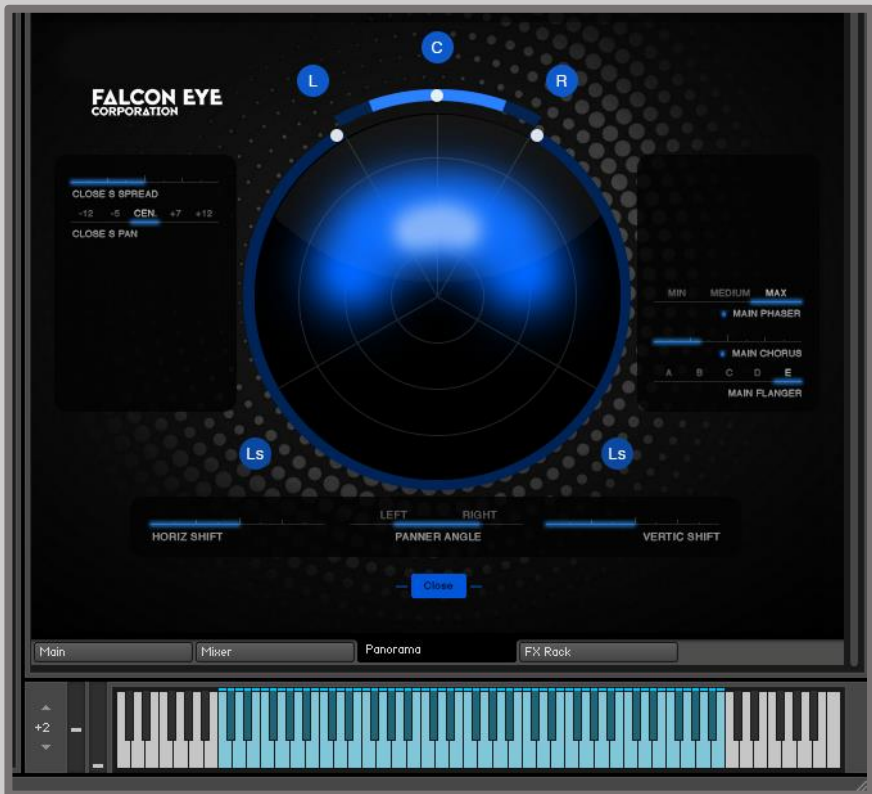 C
L
R
FALCON EYE
CORPORATION
CLOSE S SPREAD
-12 -5 CEN. +7 +12
CLOSE S PAN
MIN MEDIUM MAX
MAIN PHASER
MAIN CHORUS
A B C D E
MAIN FLANGER
Ls
Ls
LEFT RIGHT
HORIZ SHIFT PANNER ANGLE VERTIC SHIFT
Close
Main Mixer Panorama FX Rack
+2